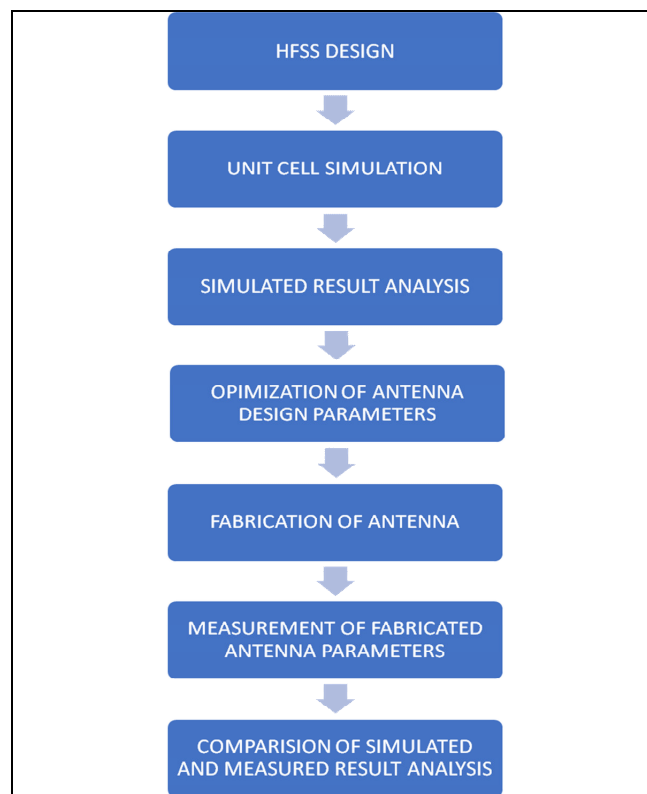 HFSS DESIGN
UNIT CELL SIMULATION
SIMULATED RESULT ANALYSIS
OPIMIZATION OF ANTENNA
DESIGN PARAMETERS
FABRICATION OF ANTENNA
MEASUREMENT OF FABRICATED
ANTENNA PARAMETERS
COMPARISION OF SIMULATED
AND MEASURED RESULT ANALYSIS